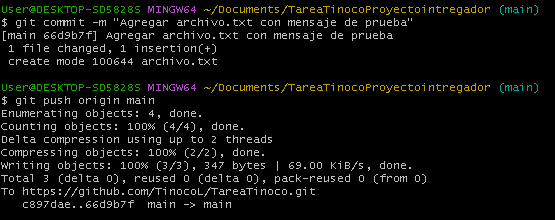 User@DESKTOP-SD5828S MINGW64 ~/Documents/TareaTinocoProyectointregador (main)
$ git commit -m "Agregar archivo.txt con mensaje de prueba"
[main 66d9b7f] Agregar archivo.txt con mensaje de prueba
 1 file changed, 1 insertion(+)
 create mode 100644 archivo.txt

User@DESKTOP-SD5828S MINGW64 ~/Documents/TareaTinocoProyectointregador (main)
$ git push origin main
Enumerating objects: 4, done.
Counting objects: 100% (4/4), done.
Delta compression using up to 2 threads
Compressing objects: 100% (2/2), done.
Writing objects: 100% (3/3), 347 bytes | 69.00 KiB/s, done.
Total 3 (delta 0), reused 0 (delta 0), pack-reused 0 (from 0)
To https://github.com/TinocoL/TareaTinoco.git
   c897dae..66d9b7f  main -> main